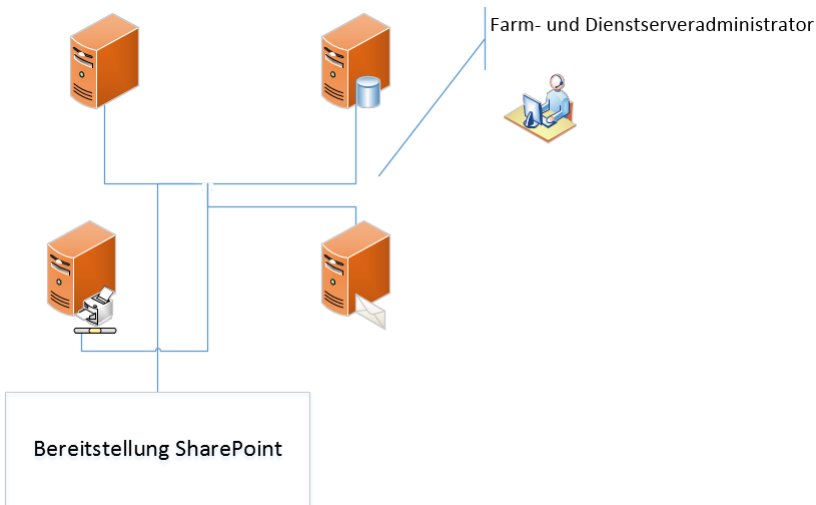 Farm- und Dienstserveradministrator
Bereitstellung SharePoint